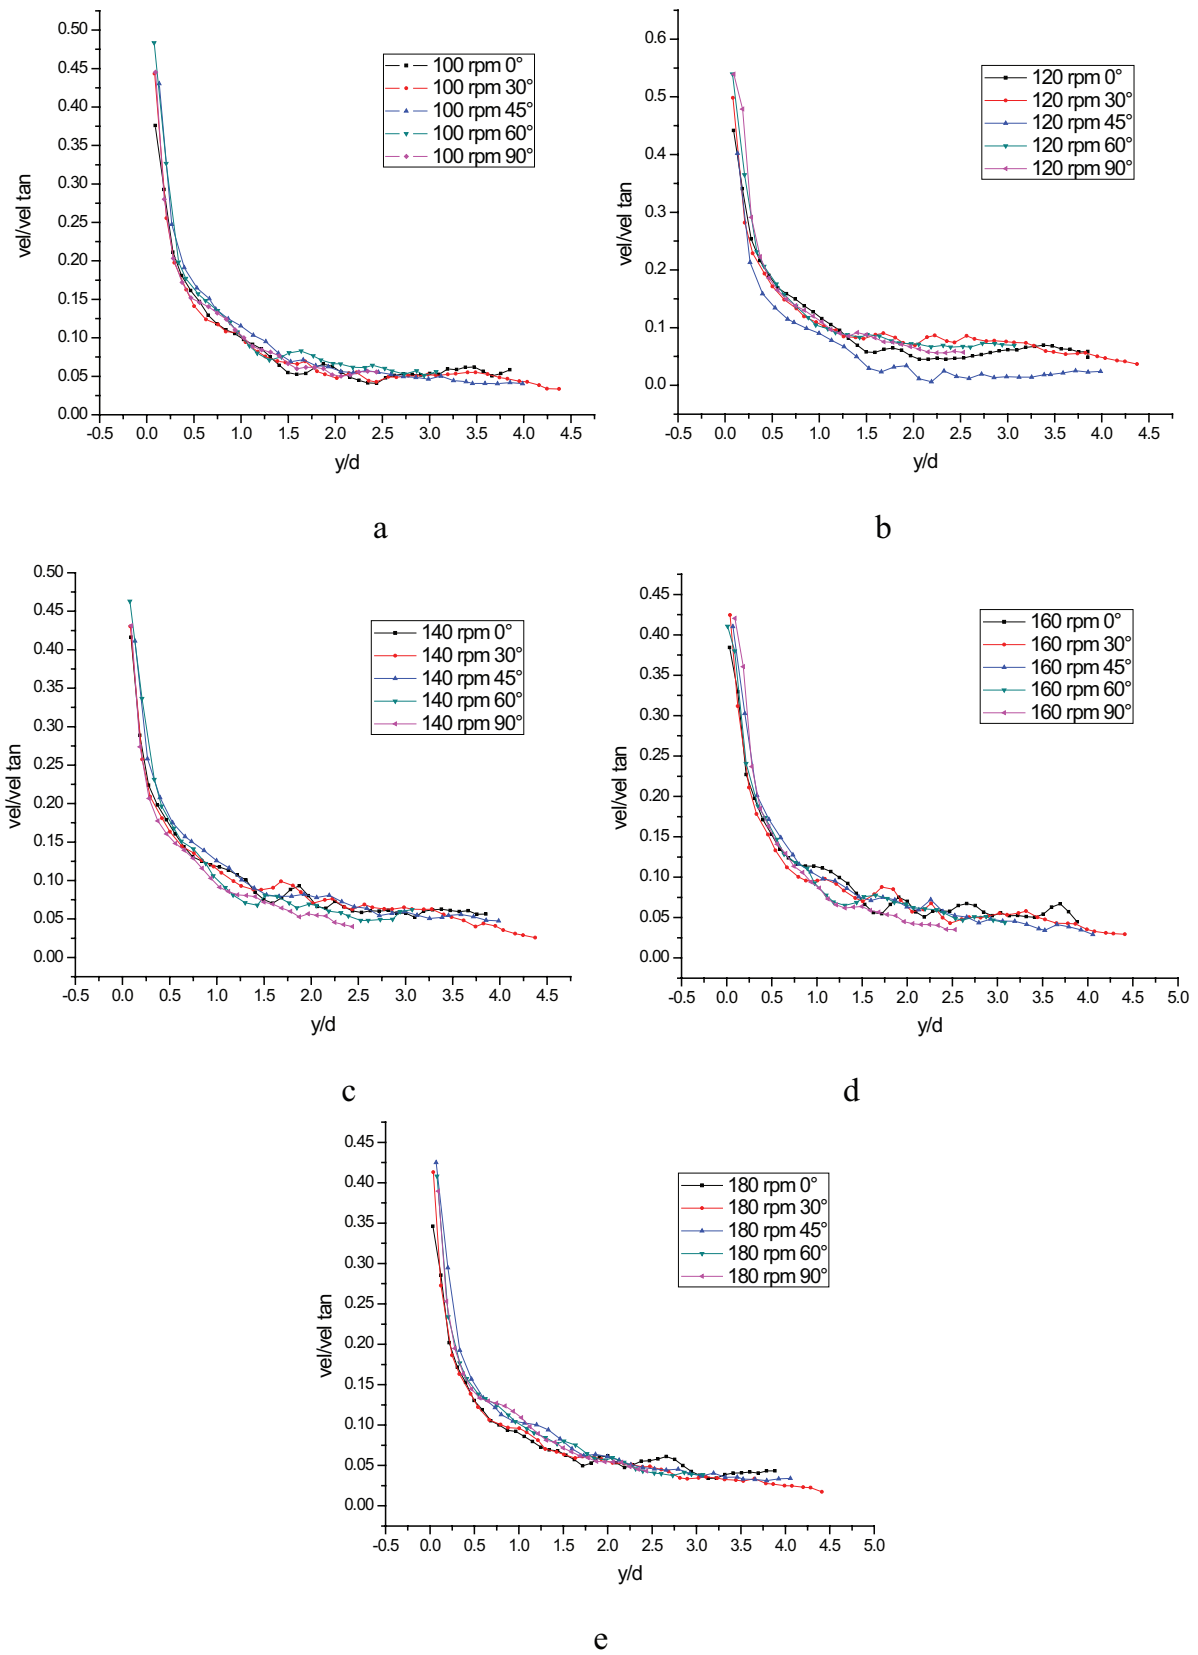 0.50
0.45
0.40
0.35
0.30
0.25
0.20
0.15
0.10
0.05
0.00
vel/vel tan
-0.5 0.0 0.5 1.0 1.5 2.0 2.5 3.0 3.5 4.0 4.5
y/d
100 rpm 0°
100 rpm 30°
100 rpm 45°
100 rpm 60°
100 rpm 90°
a
0.6
0.5
0.4
0.3
0.2
0.1
0.0
vel/vel tan
-0.5 0.0 0.5 1.0 1.5 2.0 2.5 3.0 3.5 4.0 4.5
y/d
120 rpm 0°
120 rpm 30°
120 rpm 45°
120 rpm 60°
120 rpm 90°
b
0.50
0.45
0.40
0.35
0.30
0.25
0.20
0.15
0.10
0.05
0.00
vel/vel tan
-0.5 0.0 0.5 1.0 1.5 2.0 2.5 3.0 3.5 4.0 4.5
y/d
140 rpm 0°
140 rpm 30°
140 rpm 45°
140 rpm 60°
140 rpm 90°
c
0.45
0.40
0.35
0.30
0.25
0.20
0.15
0.10
0.05
0.00
vel/vel tan
-0.5 0.0 0.5 1.0 1.5 2.0 2.5 3.0 3.5 4.0 4.5 5.0
y/d
160 rpm 0°
160 rpm 30°
160 rpm 45°
160 rpm 60°
160 rpm 90°
d
0.45
0.40
0.35
0.30
0.25
0.20
0.15
0.10
0.05
0.00
vel/vel tan
-0.5 0.0 0.5 1.0 1.5 2.0 2.5 3.0 3.5 4.0 4.5 5.0
y/d
180 rpm 0°
180 rpm 30°
180 rpm 45°
180 rpm 60°
180 rpm 90°
e